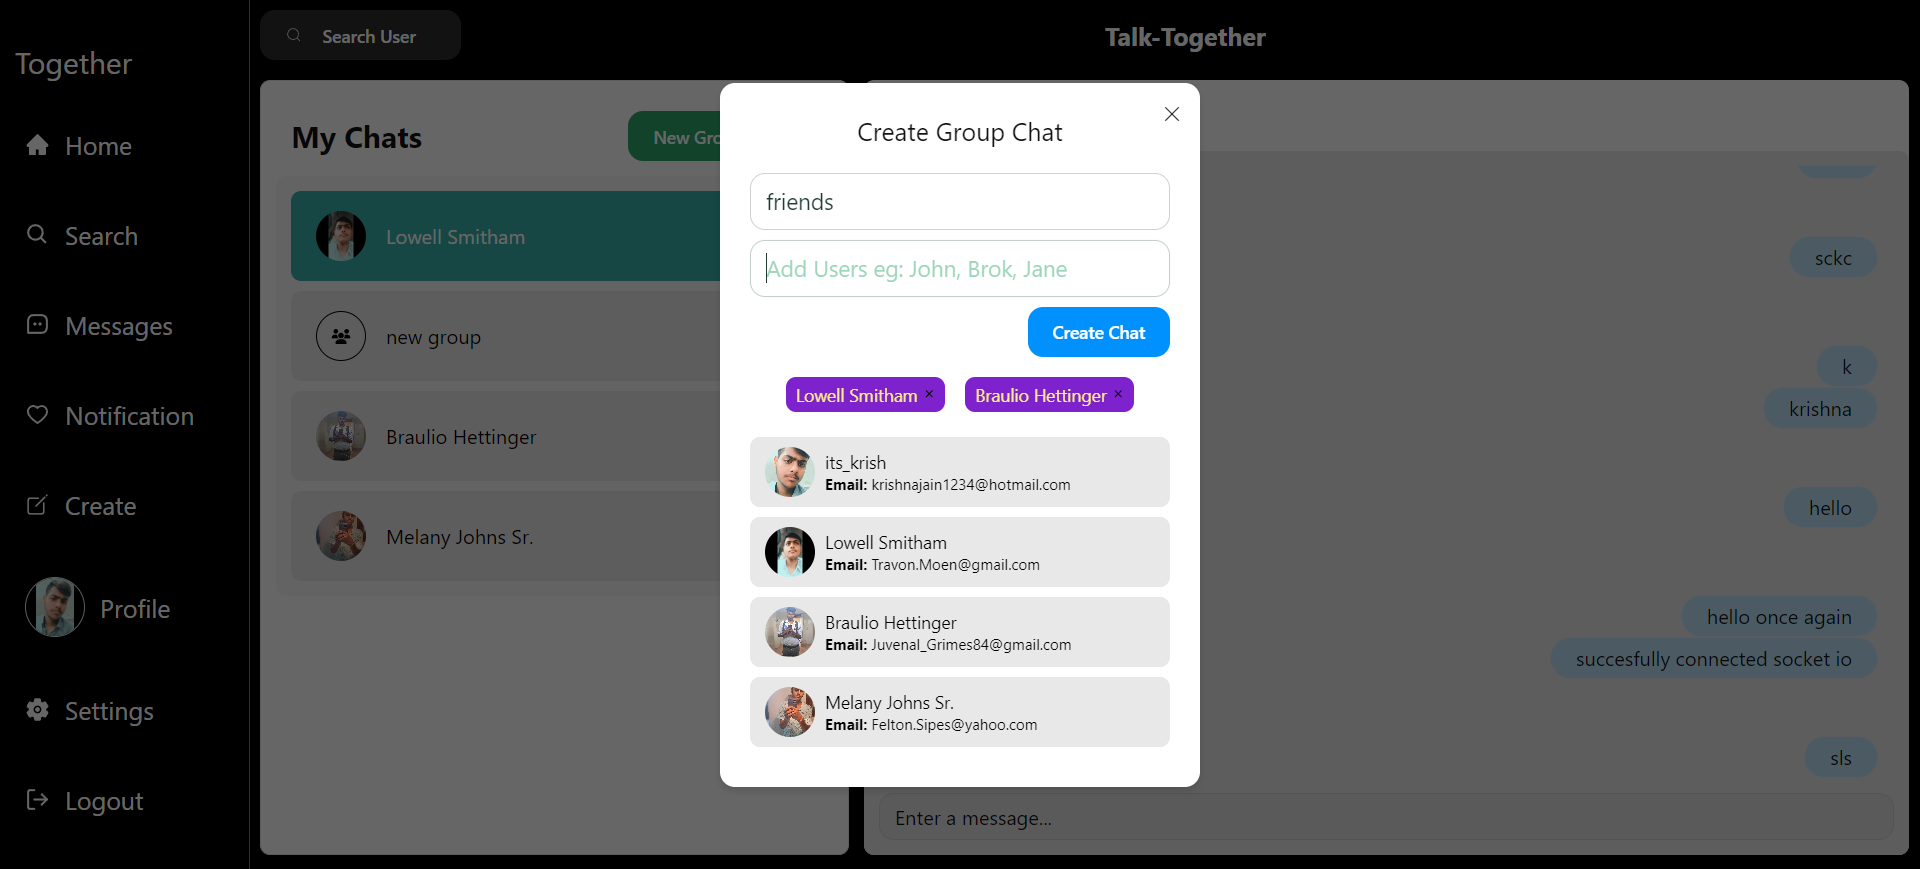 Together
Home
Search
Messages
Notification
Create
Profile
Settings
Logout
Search User
Talk-Together
My Chats
New Gro
Lowell Smitham
new group
Braulio Hettinger
Melany Johns Sr.
Create Group Chat
friends
Add Users eg: John, Brok, Jane
Create Chat
Lowell Smitham × Braulio Hettinger ×
its_krish
Email: krishnajain1234@hotmail.com
Lowell Smitham
Email: Travon.Moen@gmail.com
Braulio Hettinger
Email: Juvenal_Grimes84@gmail.com
Melany Johns Sr.
Email: Felton.Sipes@yahoo.com
sckc
k
krishna
hello
hello once again
succesfully connected socket io
sls
Enter a message...